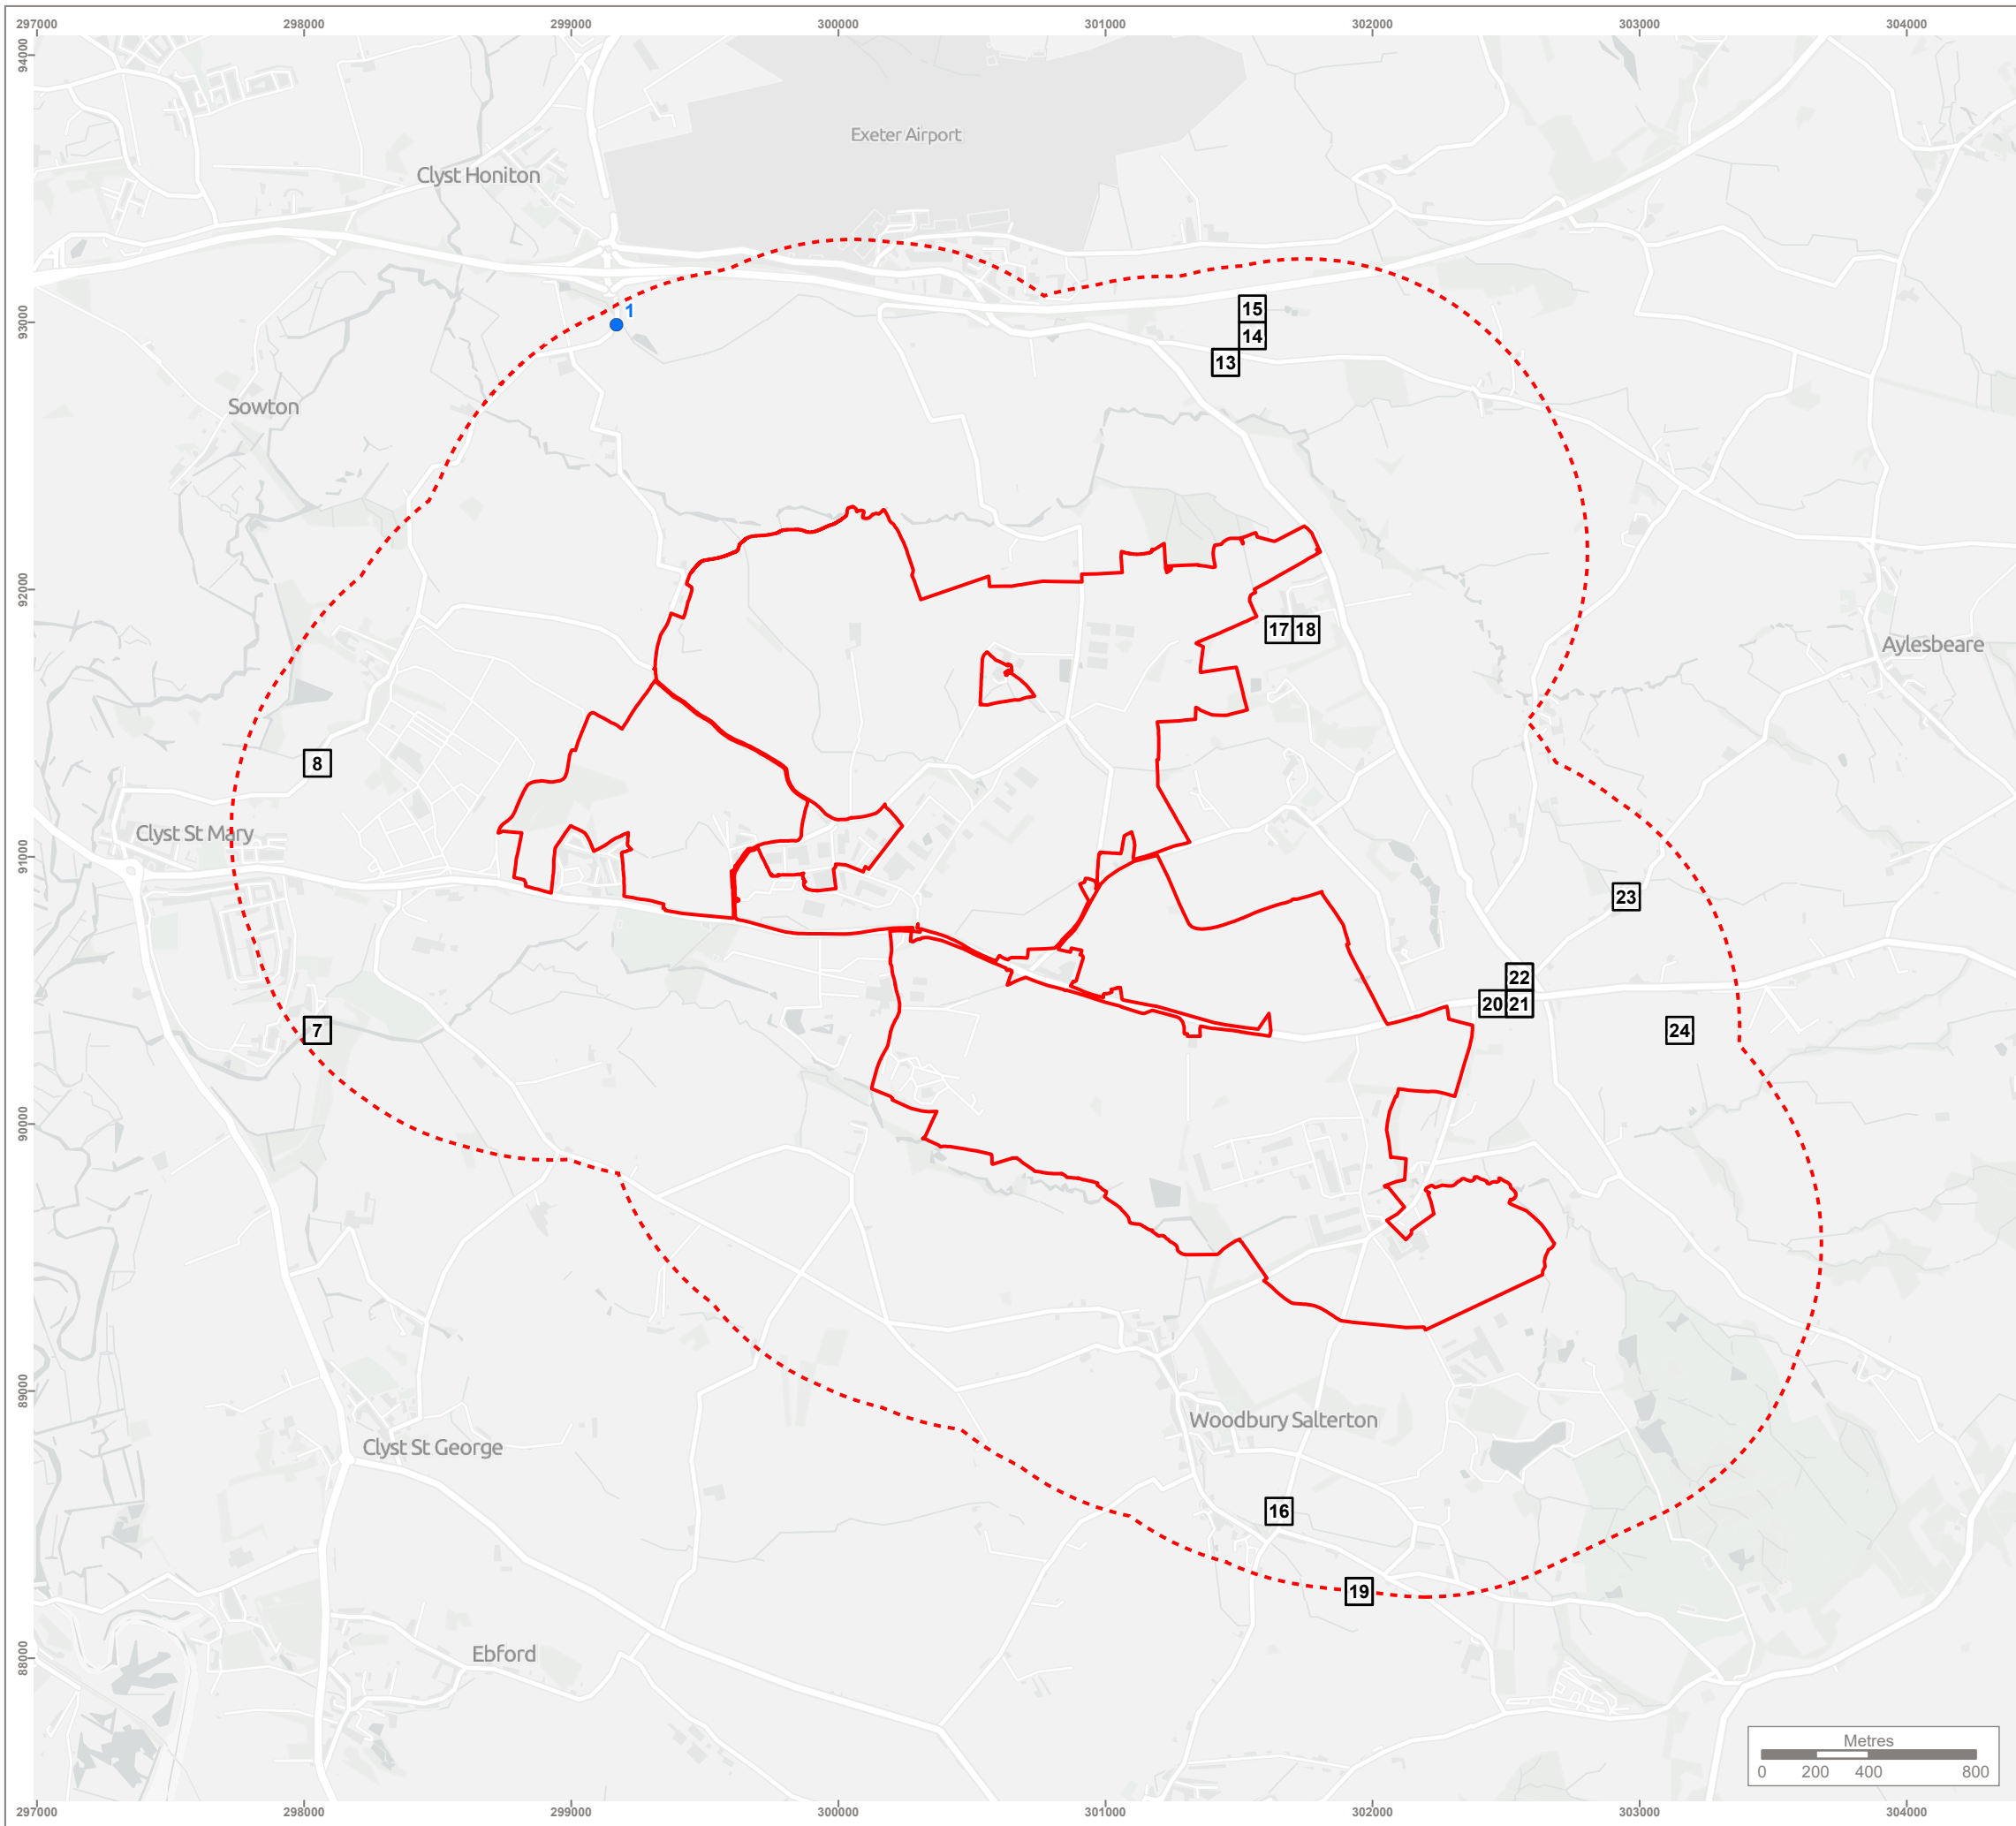 297000 298000 299000 300000 301000 302000 303000 304000
94000
Exeter Airport
Clyst Honiton
1
15
93000
14
13
Sowton
92000
17 18
Aylesbeare
8
Clyst St Mary
91000
23
22
20 21
7
24
90000
89000
Woodbury Salterton
Clyst St George
16
19
88000
Ebford
Metres
0 200 400 800
297000 298000 299000 300000 301000 302000 303000 304000